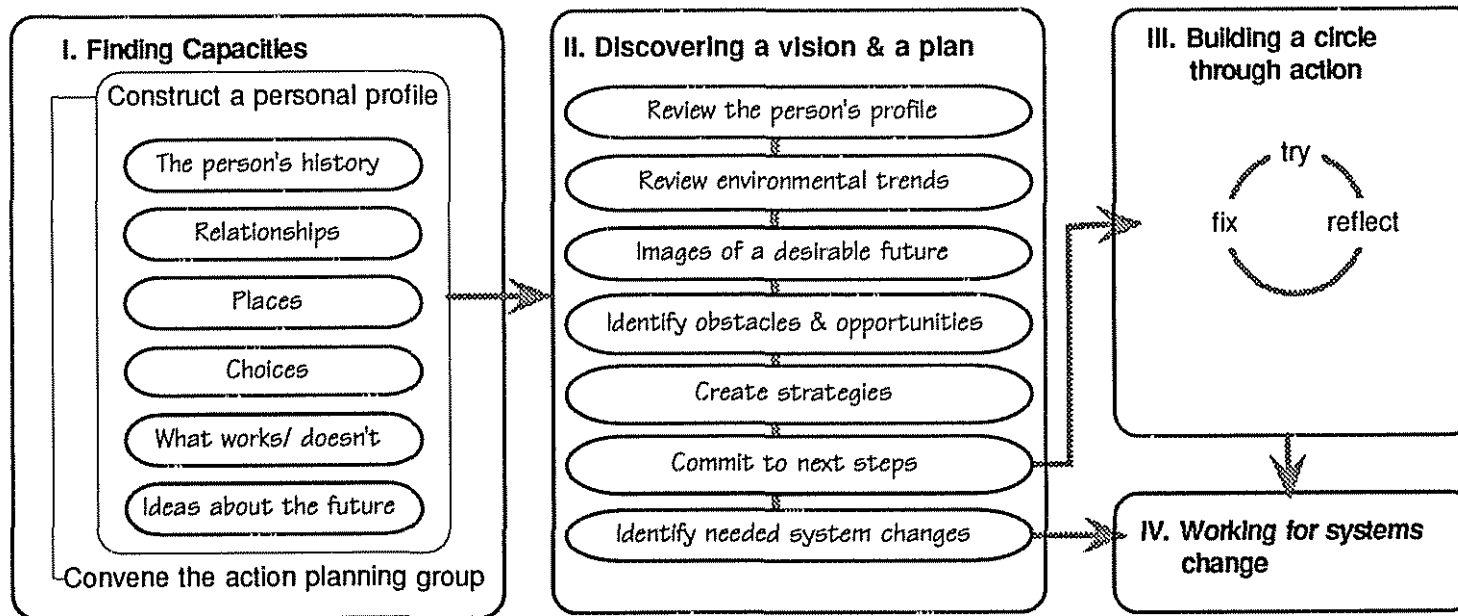 I. Finding Capacities
Construct a personal profile
The person's history
Relationships
Places
Choices
What works/ doesn't
Ideas about the future
Convene the action planning group
II. Discovering a vision & a plan
Review the person's profile
Review environmental trends
Images of a desirable future
Identify obstacles & opportunities
Create strategies
Commit to next steps
Identify needed system changes
III. Building a circle
through action
try
fix
reflect
IV. Working for systems
change